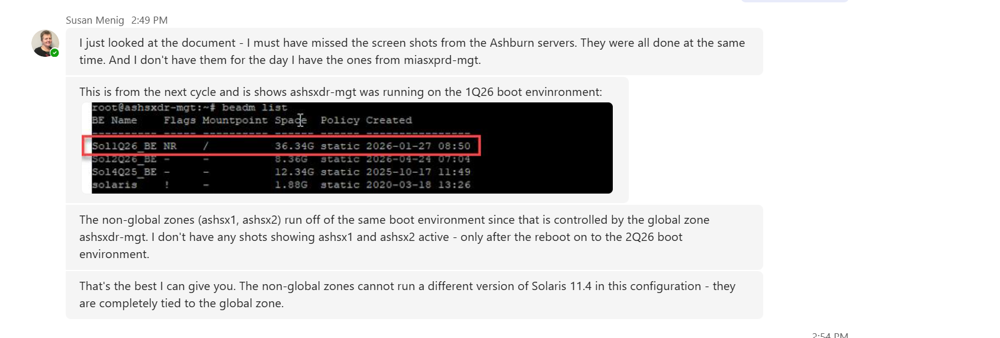 Susan Menig 2:49 PM
I just looked at the document - I must have missed the screen shots from the Ashburn servers. They were all done at the same
time. And I don't have them for the day I have the ones from miasxprd-mgt.
This is from the next cycle and is shows ashsxdr-mgt was running on the 1Q26 boot envinronment:
root@ashsxdr-mgt:~# beadm list
BE Name Flags Mountpoint Space Policy Created
---------- ----- ---------- ------ ------ ----------------
Sol1Q26_BE NR / 36.34G static 2026-01-27 08:50
Sol2Q26_BE - - 8.36G static 2026-04-24 07:04
Sol4Q25_BE - - 12.34G static 2025-10-17 11:49
solaris ! - 1.88G static 2020-03-18 13:26
The non-global zones (ashsx1, ashsx2) run off of the same boot environment since that is controlled by the global zone
ashsxdr-mgt. I don't have any shots showing ashsx1 and ashsx2 active - only after the reboot on to the 2Q26 boot
environment.
That's the best I can give you. The non-global zones cannot run a different version of Solaris 11.4 in this configuration - they
are completely tied to the global zone.
2:54 PM